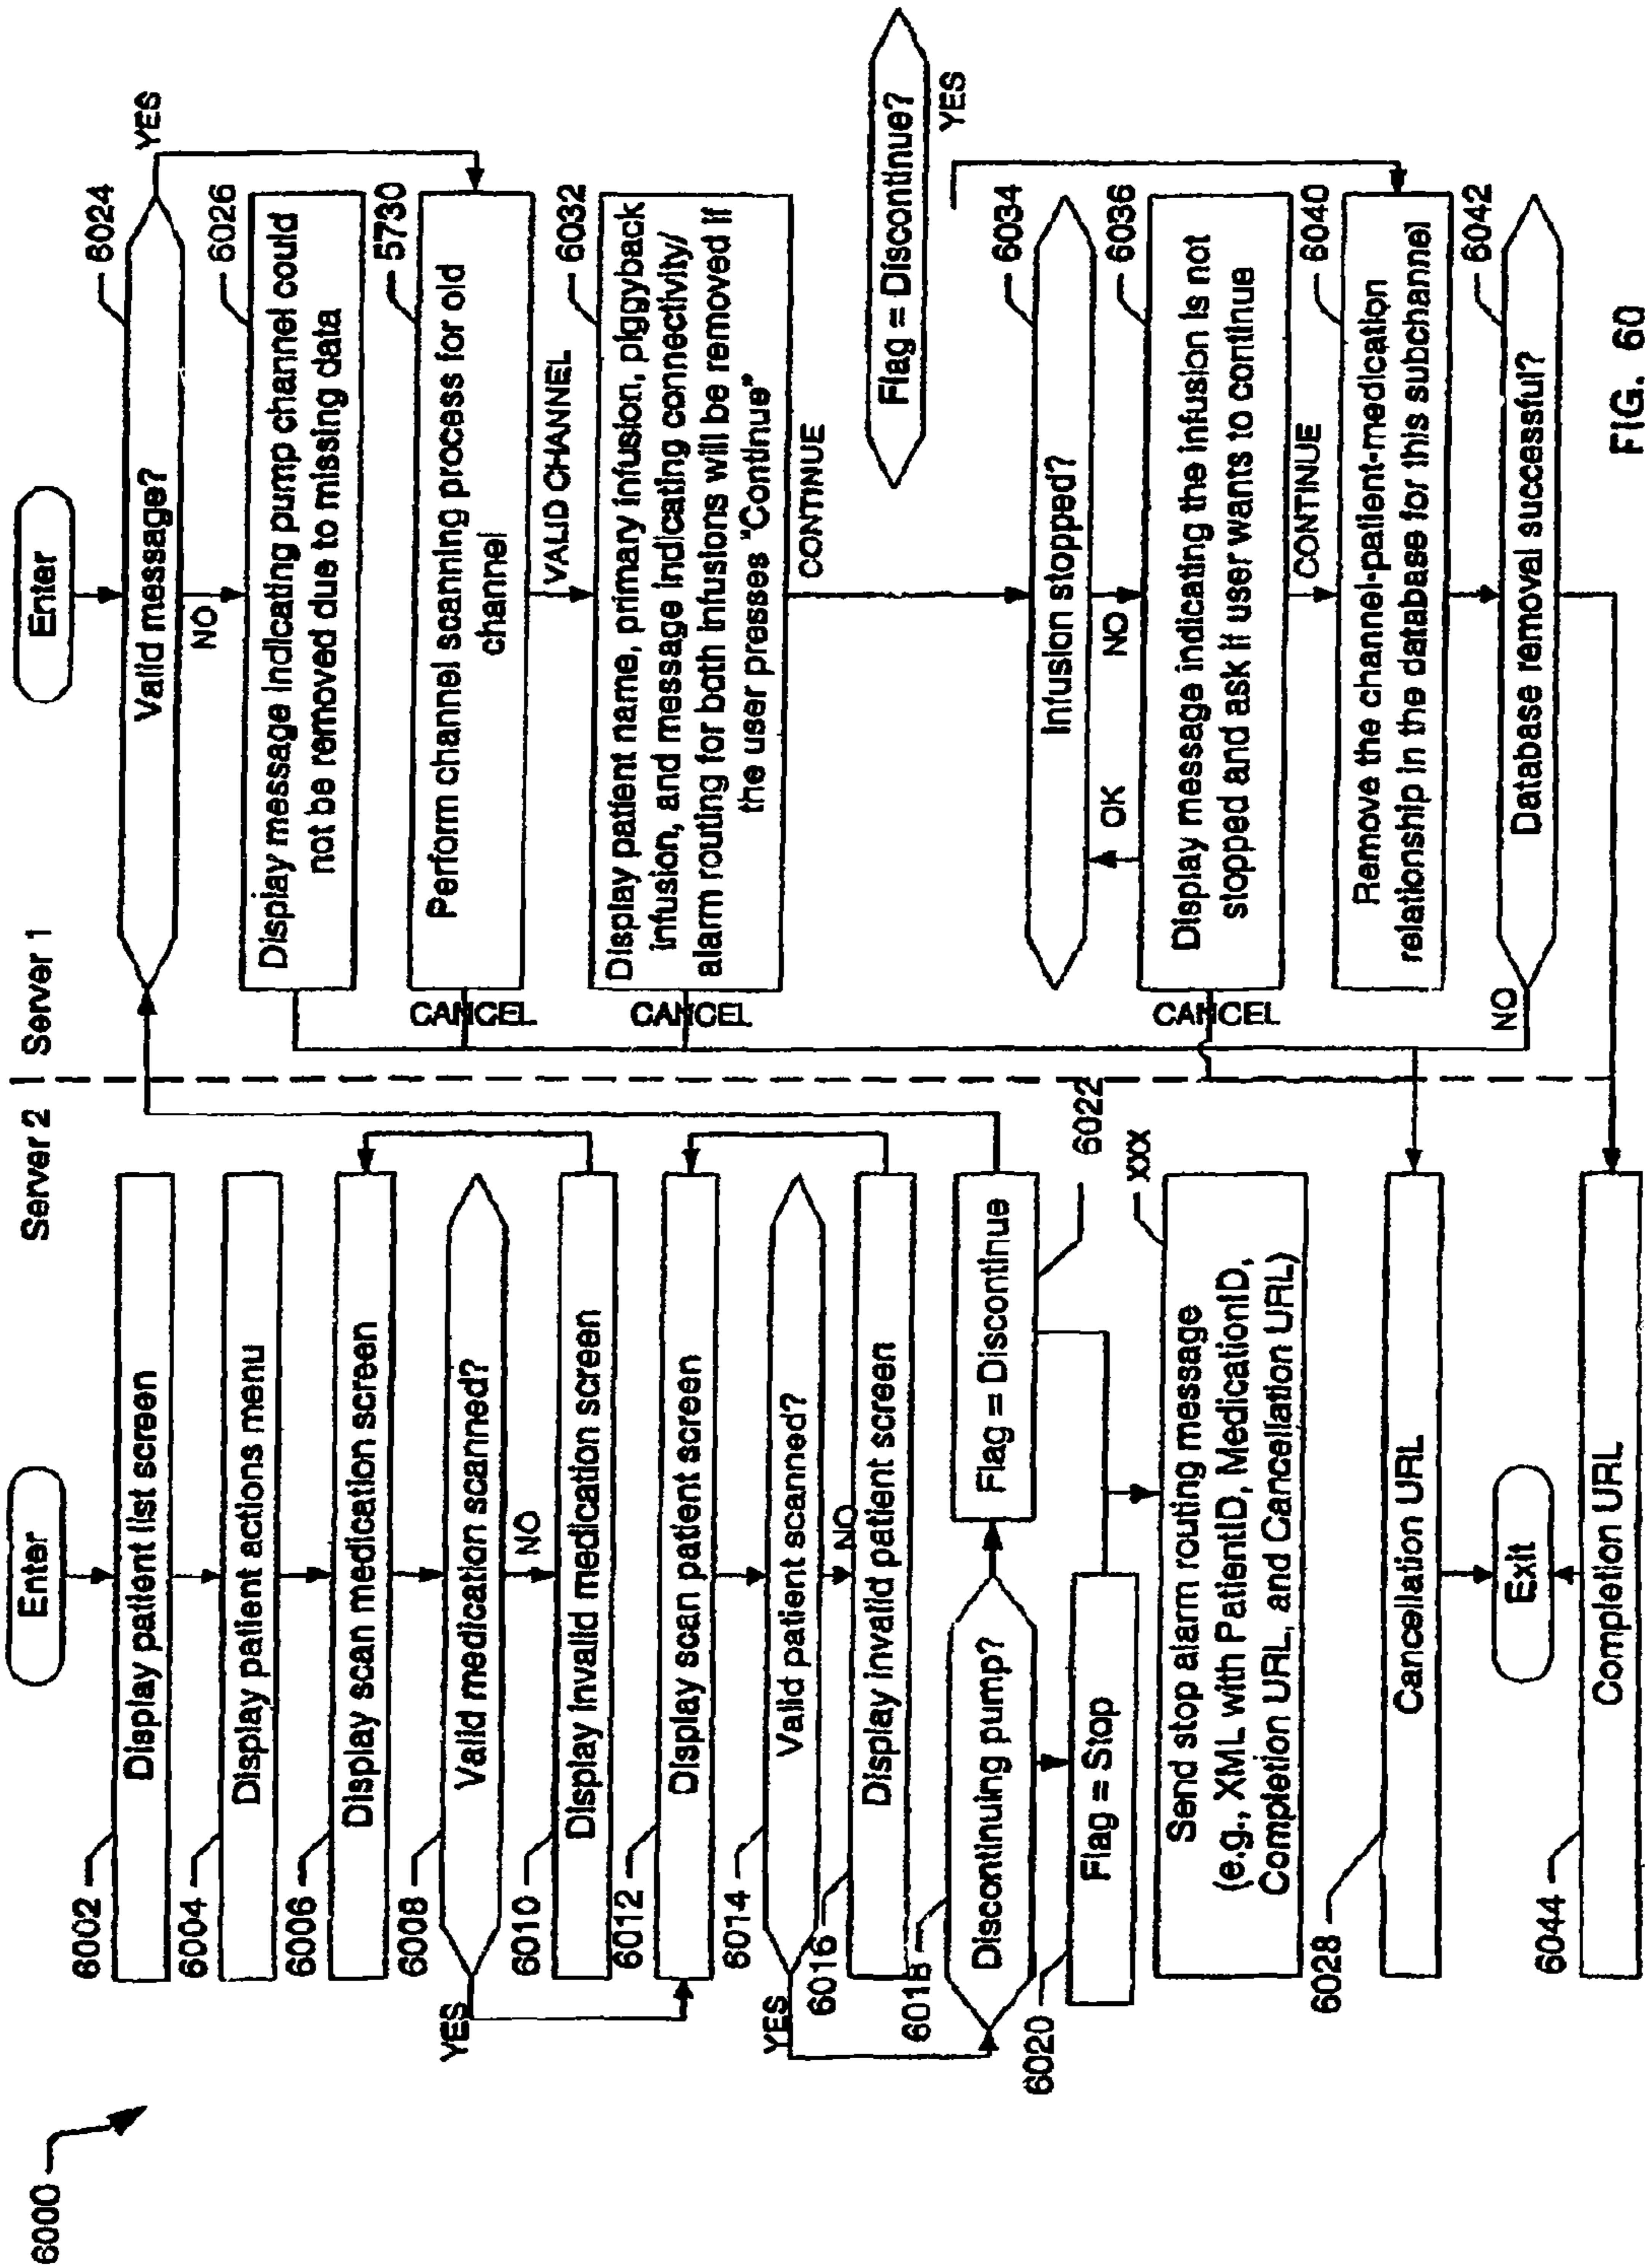 6000
Server 2
Server 1
Enter
6002
Display patient list screen
6004
Display patient actions menu
6006
Display scan medication screen
6008
Valid medication scanned?
YES
NO
6010
Display invalid medication screen
6012
Display scan patient screen
6014
Valid patient scanned?
YES
NO
6016
Display invalid patient screen
6018
Discontinuing pump?
Flag = Discontinue
6022
6020
Flag = Stop
XXX
Send stop alarm routing message
(e.g., XML with PatientID, MedicationID,
Completion URL, and Cancellation URL)
6028
Cancellation URL
Exit
6044
Completion URL
Enter
6024
Valid message?
YES
NO
6026
Display message indicating pump channel could
not be removed due to missing data
5730
Perform channel scanning process for old
channel
CANCEL
VALID CHANNEL
6032
Display patient name, primary infusion, piggyback
infusion, and message indicating connectivity/
alarm routing for both infusions will be removed if
the user presses "Continue"
CANCEL
CONTINUE
Flag = Discontinue?
YES
6034
Infusion stopped?
OK
NO
6036
Display message indicating the infusion is not
stopped and ask if user wants to continue
CANCEL
CONTINUE
6040
Remove the channel-patient-medication
relationship in the database for this subchannel
6042
Database removal successful?
NO
FIG. 60